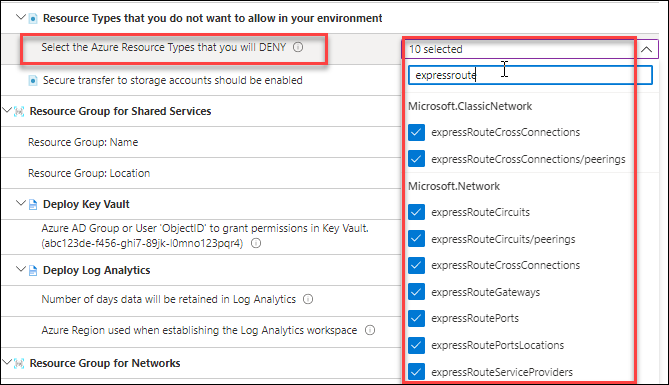 Resource Types that you do not want to allow in your environment
Select the Azure Resource Types that you will DENY
10 selected
expressroute
Secure transfer to storage accounts should be enabled
Microsoft.ClassicNetwork
Resource Group for Shared Services
expressRouteCrossConnections
Resource Group: Name
expressRouteCrossConnections/peerings
Resource Group: Location
Microsoft.Network
Deploy Key Vault
expressRouteCircuits
Azure AD Group or User 'ObjectID' to grant permissions in Key Vault.
(abc123de-f456-ghi7-89jk-l0mno123pqr4)
expressRouteCircuits/peerings
Deploy Log Analytics
expressRouteCrossConnections
Number of days data will be retained in Log Analytics
expressRouteGateways
expressRoutePorts
Azure Region used when establishing the Log Analytics workspace
expressRoutePortsLocations
Resource Group for Networks
expressRouteServiceProviders